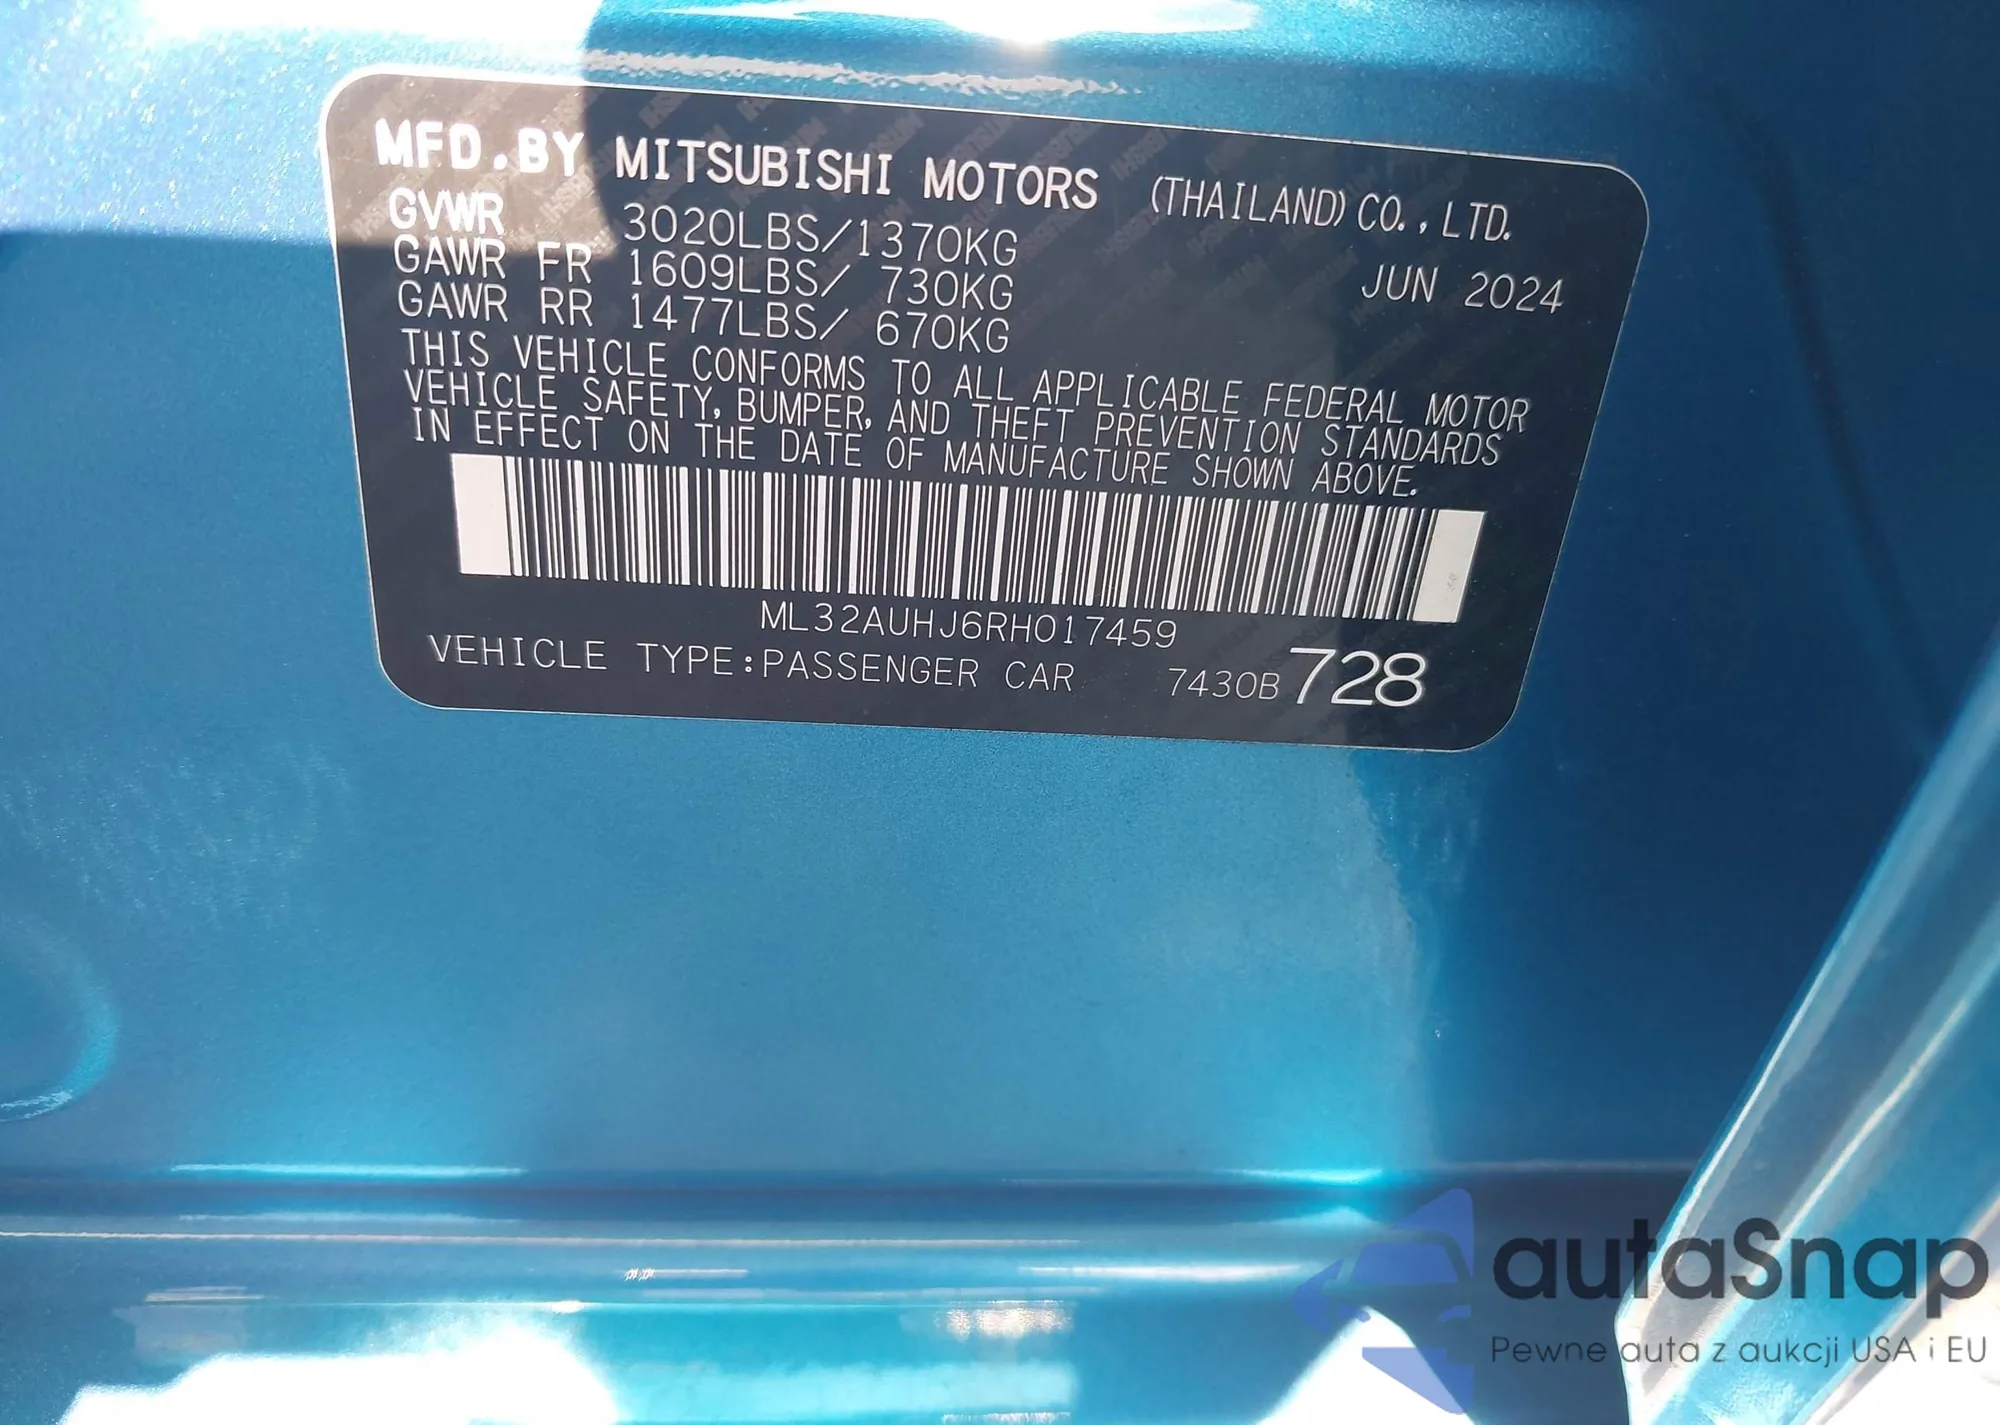 MFD.BY MITSUBISHI MOTORS (THAILAND) CO., LTD.
GVWR 3020LBS/1370KG
GAWR FR 1609LBS/ 730KG JUN 2024
GAWR RR 1477LBS/ 670KG
THIS VEHICLE CONFORMS TO ALL APPLICABLE FEDERAL MOTOR
VEHICLE SAFETY, BUMPER, AND THEFT PREVENTION STANDARDS
IN EFFECT ON THE DATE OF MANUFACTURE SHOWN ABOVE.
ML32AUHJ6RH017459
VEHICLE TYPE:PASSENGER CAR 7430B 728
autaSnap
Pewne auta z aukcji USA i EU